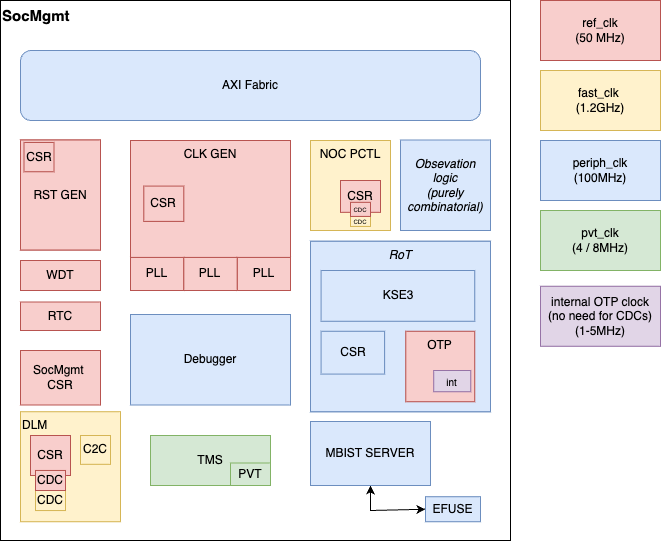 SocMgmt
AXI Fabric
CSR
RST GEN
WDT
RTC
SocMgmt
CSR
CLK GEN
CSR
PLL
PLL
PLL
NOC PCTL
CSR
CDC
CDC
Obsevation
logic
(purely
combinatorial)
RoT
KSE3
CSR
OTP
int
Debugger
DLM
CSR
C2C
CDC
CDC
TMS
PVT
MBIST SERVER
EFUSE
ref_clk
(50 MHz)
fast_clk
(1.2GHz)
periph_clk
(100MHz)
pvt_clk
(4 / 8MHz)
internal OTP clock
(no need for CDCs)
(1-5MHz)